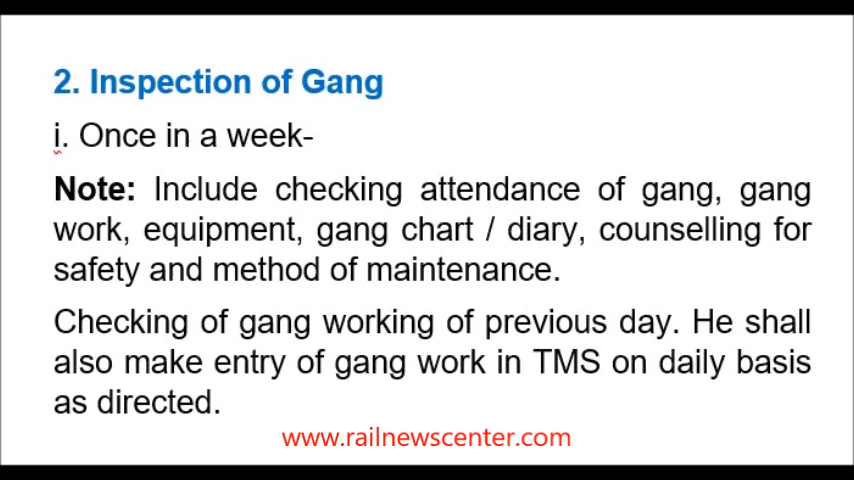 2. Inspection of Gang
i. Once in a week-
Note: Include checking attendance of gang, gang
work, equipment, gang chart / diary, counselling for
safety and method of maintenance.
Checking of gang working of previous day. He shall
also make entry of gang work in TMS on daily basis
as directed.
www.railnewscenter.com